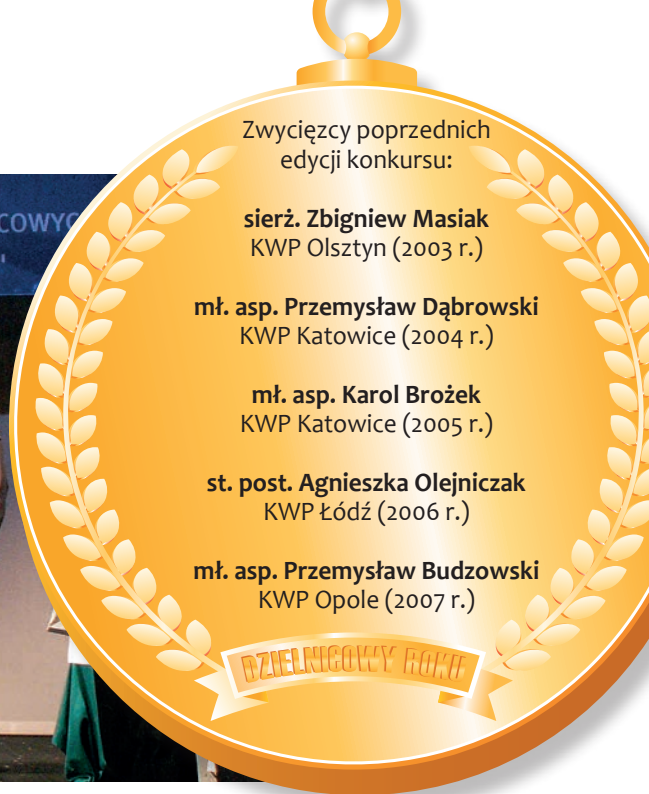 Zwycięzcy poprzednich
edycji konkursu:
sierż. Zbigniew Masiak
KWP Olsztyn (2003 r.)
mł. asp. Przemysław Dąbrowski
KWP Katowice (2004 r.)
mł. asp. Karol Brożek
KWP Katowice (2005 r.)
st. post. Agnieszka Olejniczak
KWP Łódź (2006 r.)
mł. asp. Przemysław Budzowski
KWP Opole (2007 r.)
DZIELNICOWY ROKU